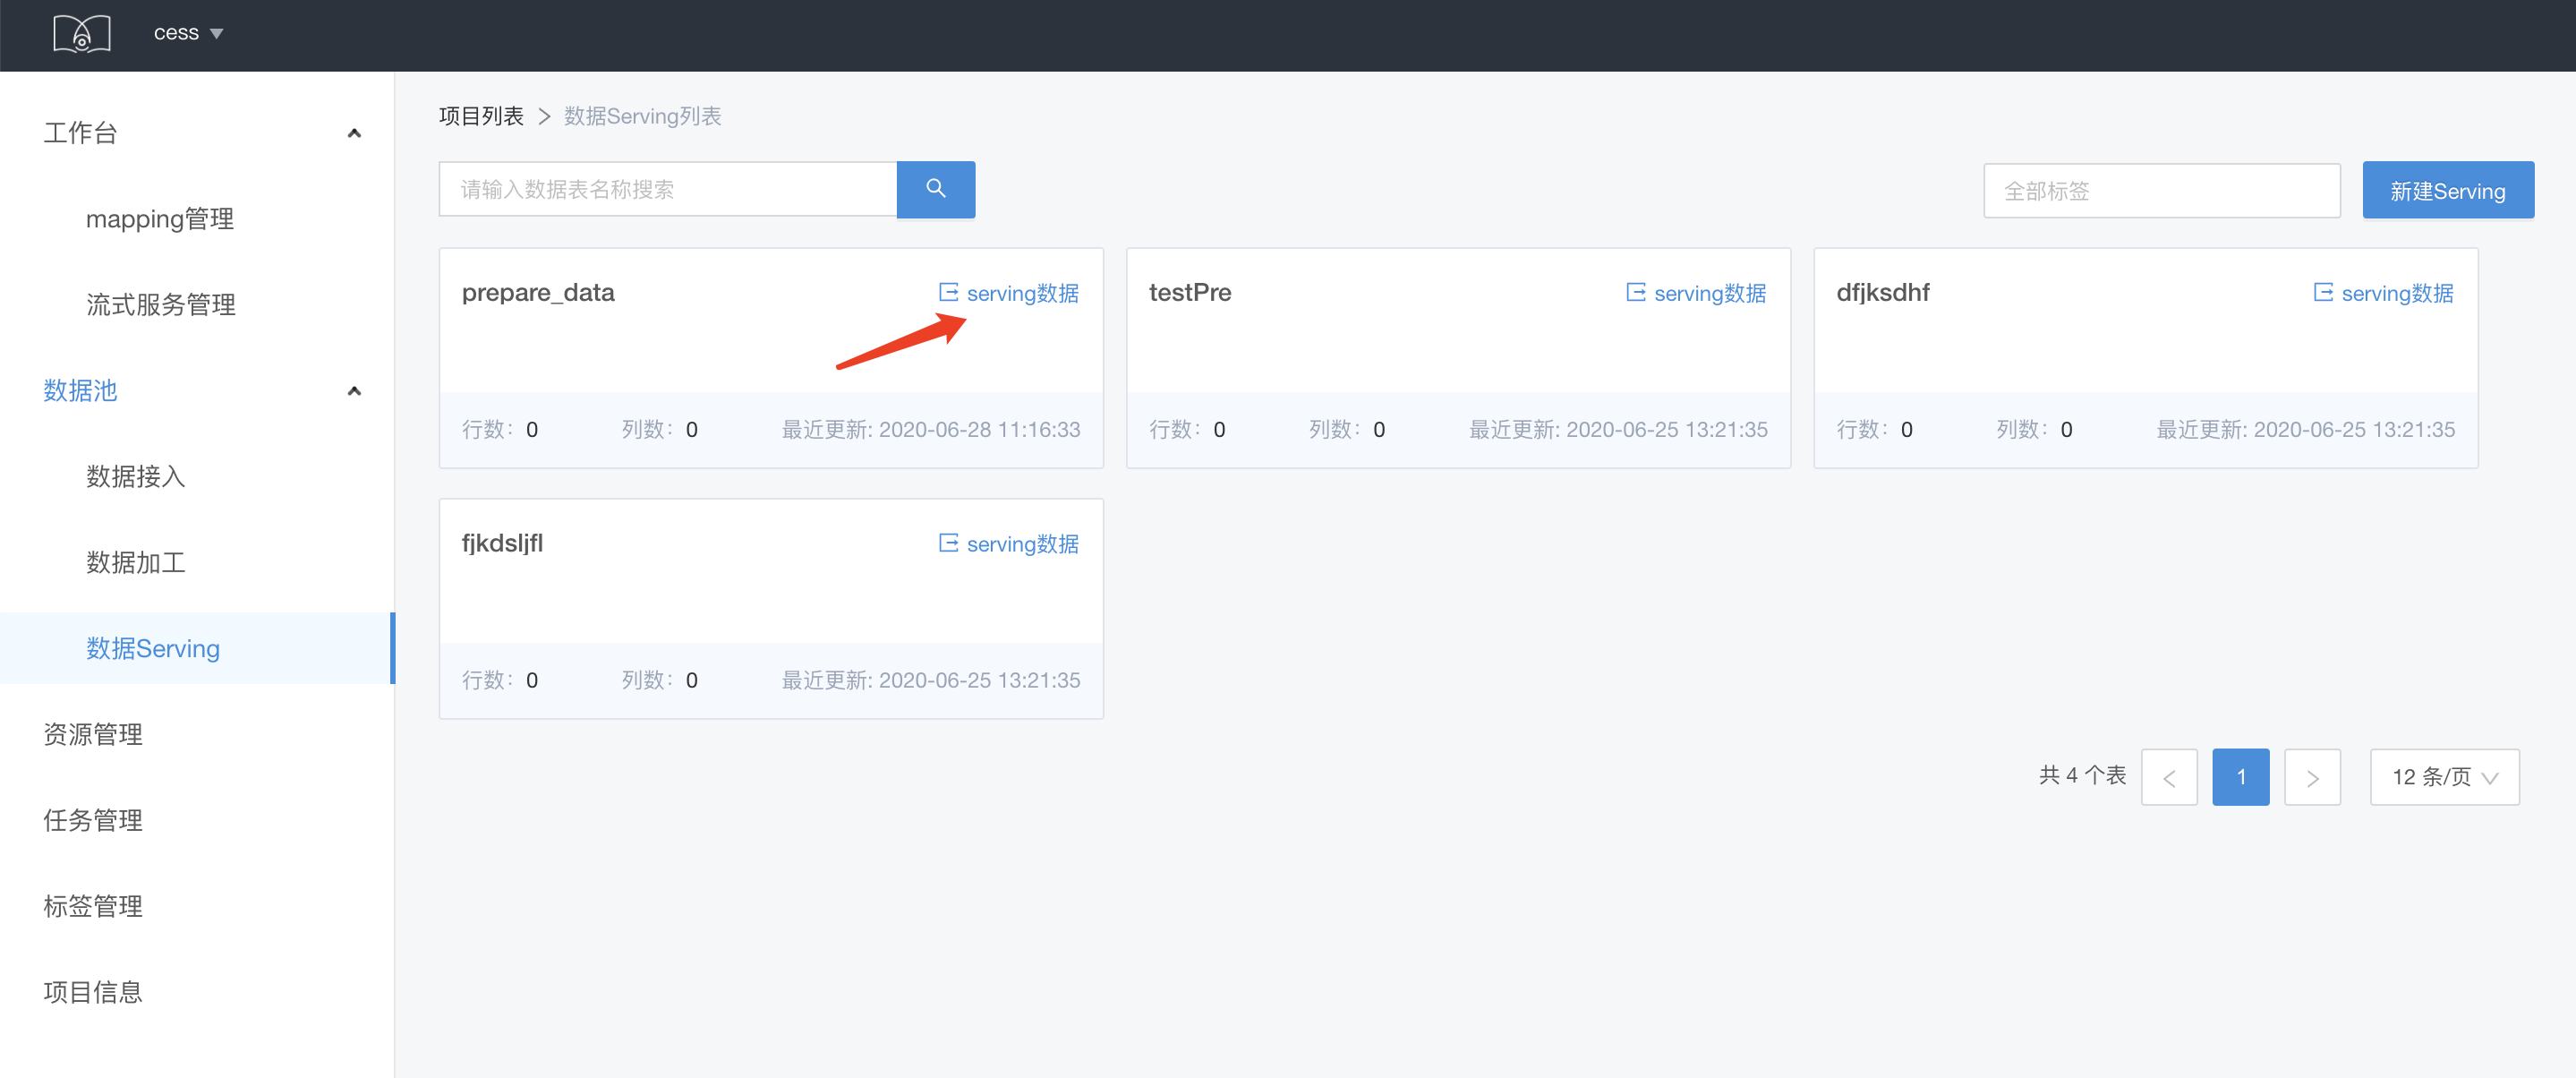 cess
工作台
mapping管理
流式服务管理
数据池
数据接入
数据加工
数据Serving
资源管理
任务管理
标签管理
项目信息
项目列表 > 数据Serving列表
请输入数据表名称搜索
全部标签
新建Serving
prepare_data
serving数据
行数： 0 列数： 0 最近更新: 2020-06-28 11:16:33
testPre
serving数据
行数： 0 列数： 0 最近更新: 2020-06-25 13:21:35
dfjksdhf
serving数据
行数： 0 列数： 0 最近更新: 2020-06-25 13:21:35
fjkdsljfl
serving数据
行数： 0 列数： 0 最近更新: 2020-06-25 13:21:35
共 4 个表 < 1 > 12 条/页